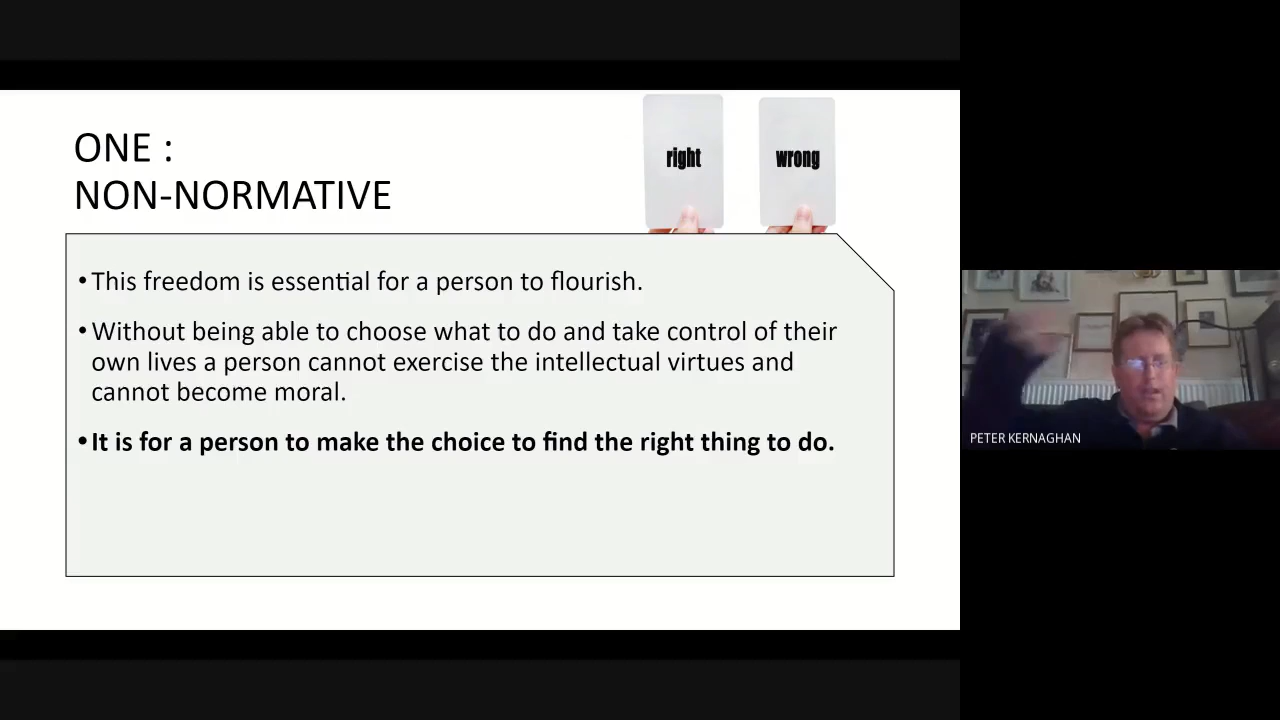 ONE :
NON-NORMATIVE
right
wrong
•This freedom is essential for a person to flourish.
•Without being able to choose what to do and take control of their
own lives a person cannot exercise the intellectual virtues and
cannot become moral.
•It is for a person to make the choice to find the right thing to do.
PETER KERNAGHAN